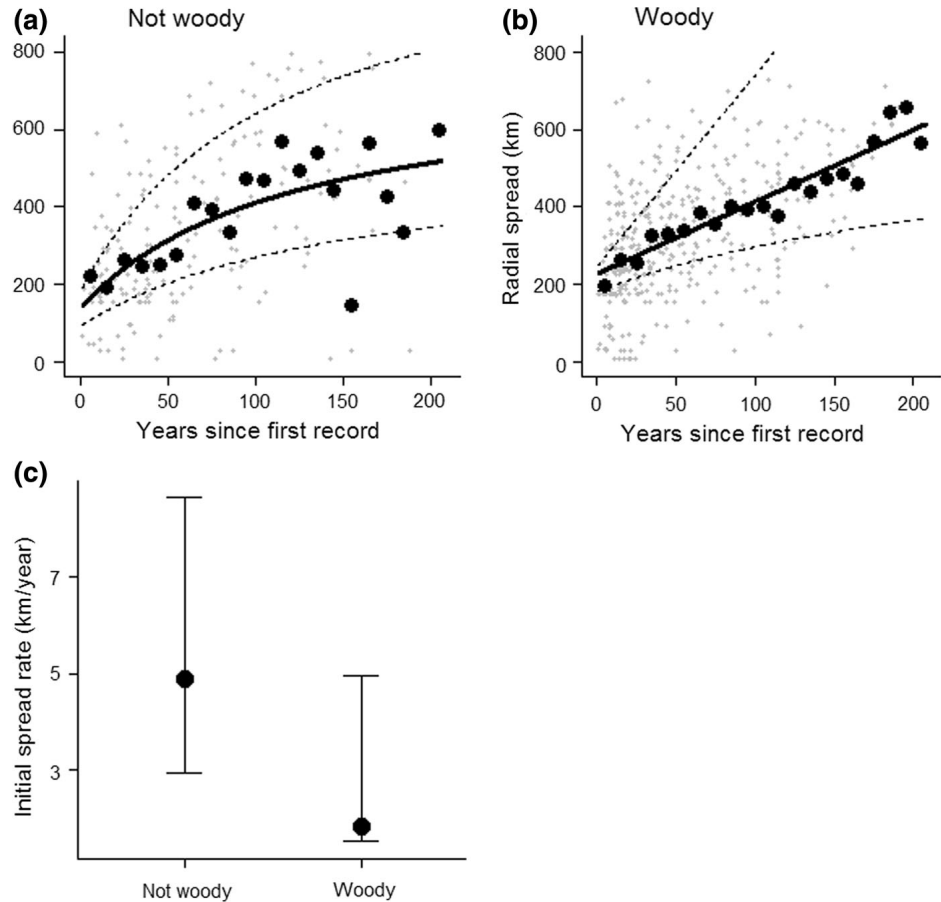 (a) Not woody
800
600
400
200
0
0 50 100 150 200
Years since first record
(b) Woody
Radial spread (km)
800
600
400
200
0
0 50 100 150 200
Years since first record
(c)
Initial spread rate (km/year)
7
5
3
Not woody Woody